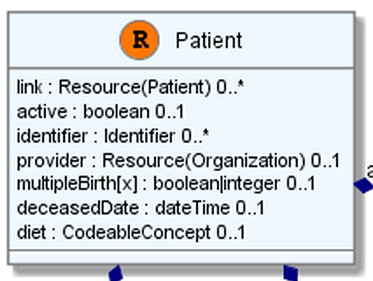 R Patient
link : Resource(Patient) 0..*
active : boolean 0..1
identifier : Identifier 0..*
provider : Resource(Organization) 0..1
multipleBirth[x] : boolean|integer 0..1
deceasedDate : dateTime 0..1
diet : CodeableConcept 0..1